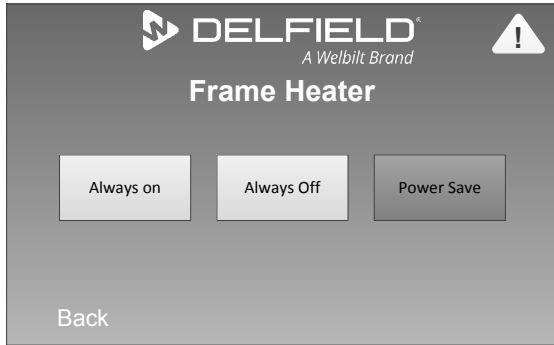 DELFIELD®
A Welbilt Brand
!
Frame Heater
Always on
Always Off
Power Save
Back